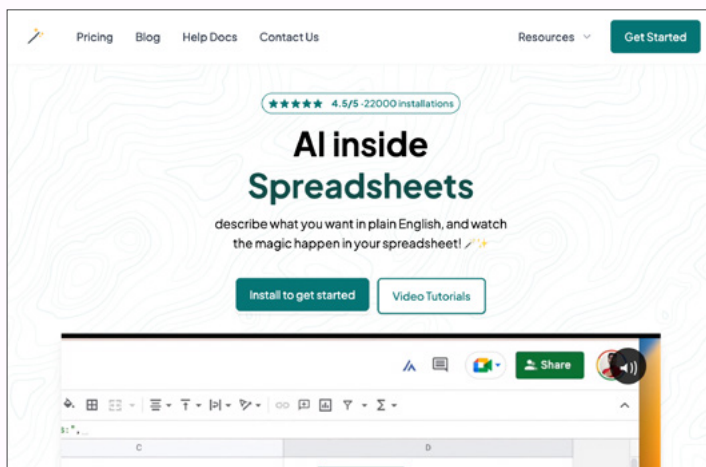 Pricing Blog Help Docs Contact Us Resources Get Started
★★★★★ 4.5/5 -22000 installations
AI inside
Spreadsheets
describe what you want in plain English, and watch
the magic happen in your spreadsheet! 🪄✨
Install to get started Video Tutorials
Share
s:",_
C D